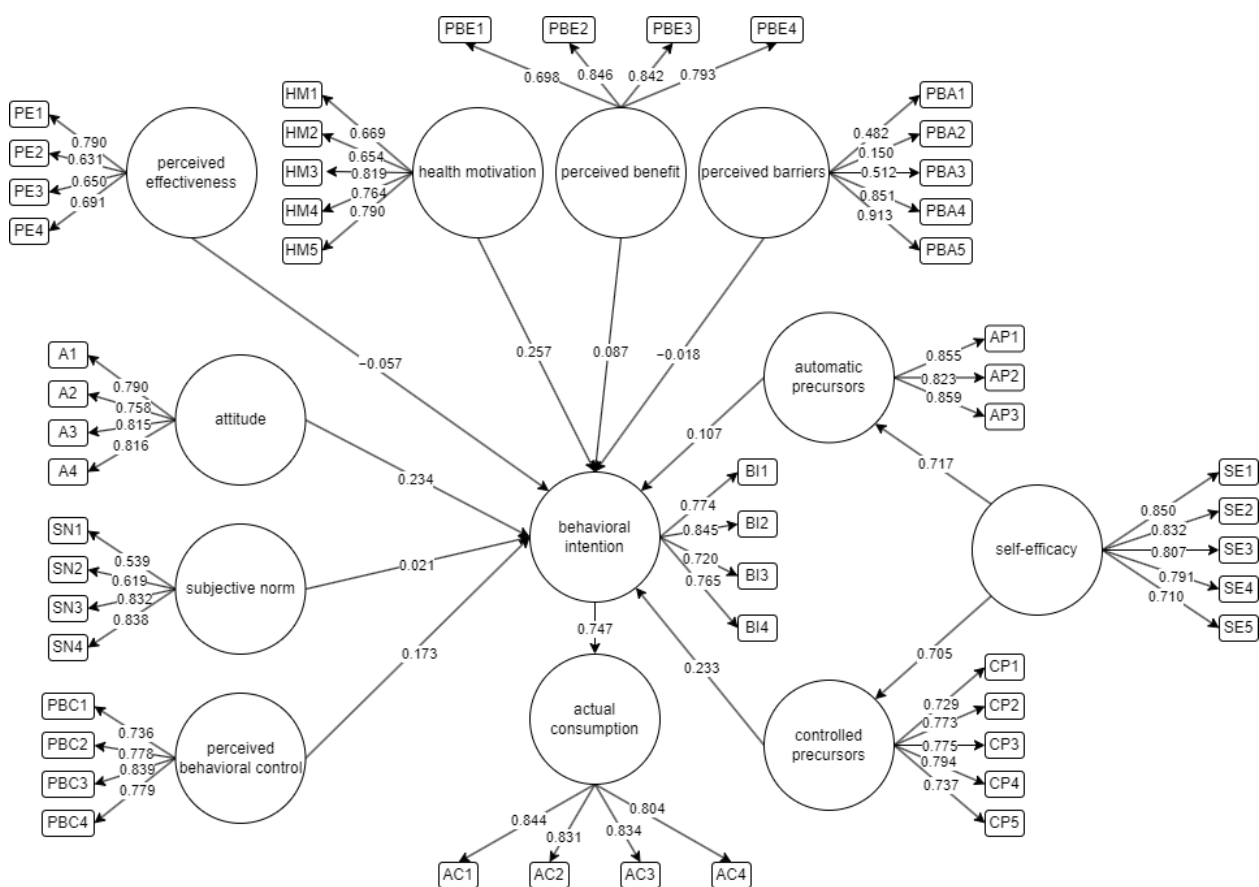 PBE1
PBE2
PBE3
PBE4
0.698
0.846
0.842
0.793
PE1
PE2
PE3
PE4
0.790
0.631
0.650
0.691
perceived
effectiveness
HM1
HM2
HM3
HM4
HM5
0.669
0.654
0.819
0.764
0.790
health motivation
perceived benefit
perceived barriers
PBA1
PBA2
PBA3
PBA4
PBA5
0.482
0.150
0.512
0.851
0.913
−0.057
0.257
0.087
−0.018
A1
A2
A3
A4
0.790
0.758
0.815
0.816
attitude
0.234
automatic
precursors
AP1
AP2
AP3
0.855
0.823
0.859
0.107
0.717
SN1
SN2
SN3
SN4
0.539
0.619
0.832
0.838
subjective norm
0.021
behavioral
intention
BI1
BI2
BI3
BI4
0.774
0.845
0.720
0.765
self-efficacy
SE1
SE2
SE3
SE4
SE5
0.850
0.832
0.807
0.791
0.710
0.747
0.705
PBC1
PBC2
PBC3
PBC4
0.736
0.778
0.839
0.779
perceived
behavioral control
0.173
actual
consumption
0.233
controlled
precursors
CP1
CP2
CP3
CP4
CP5
0.729
0.773
0.775
0.794
0.737
0.844
0.831
0.834
0.804
AC1
AC2
AC3
AC4